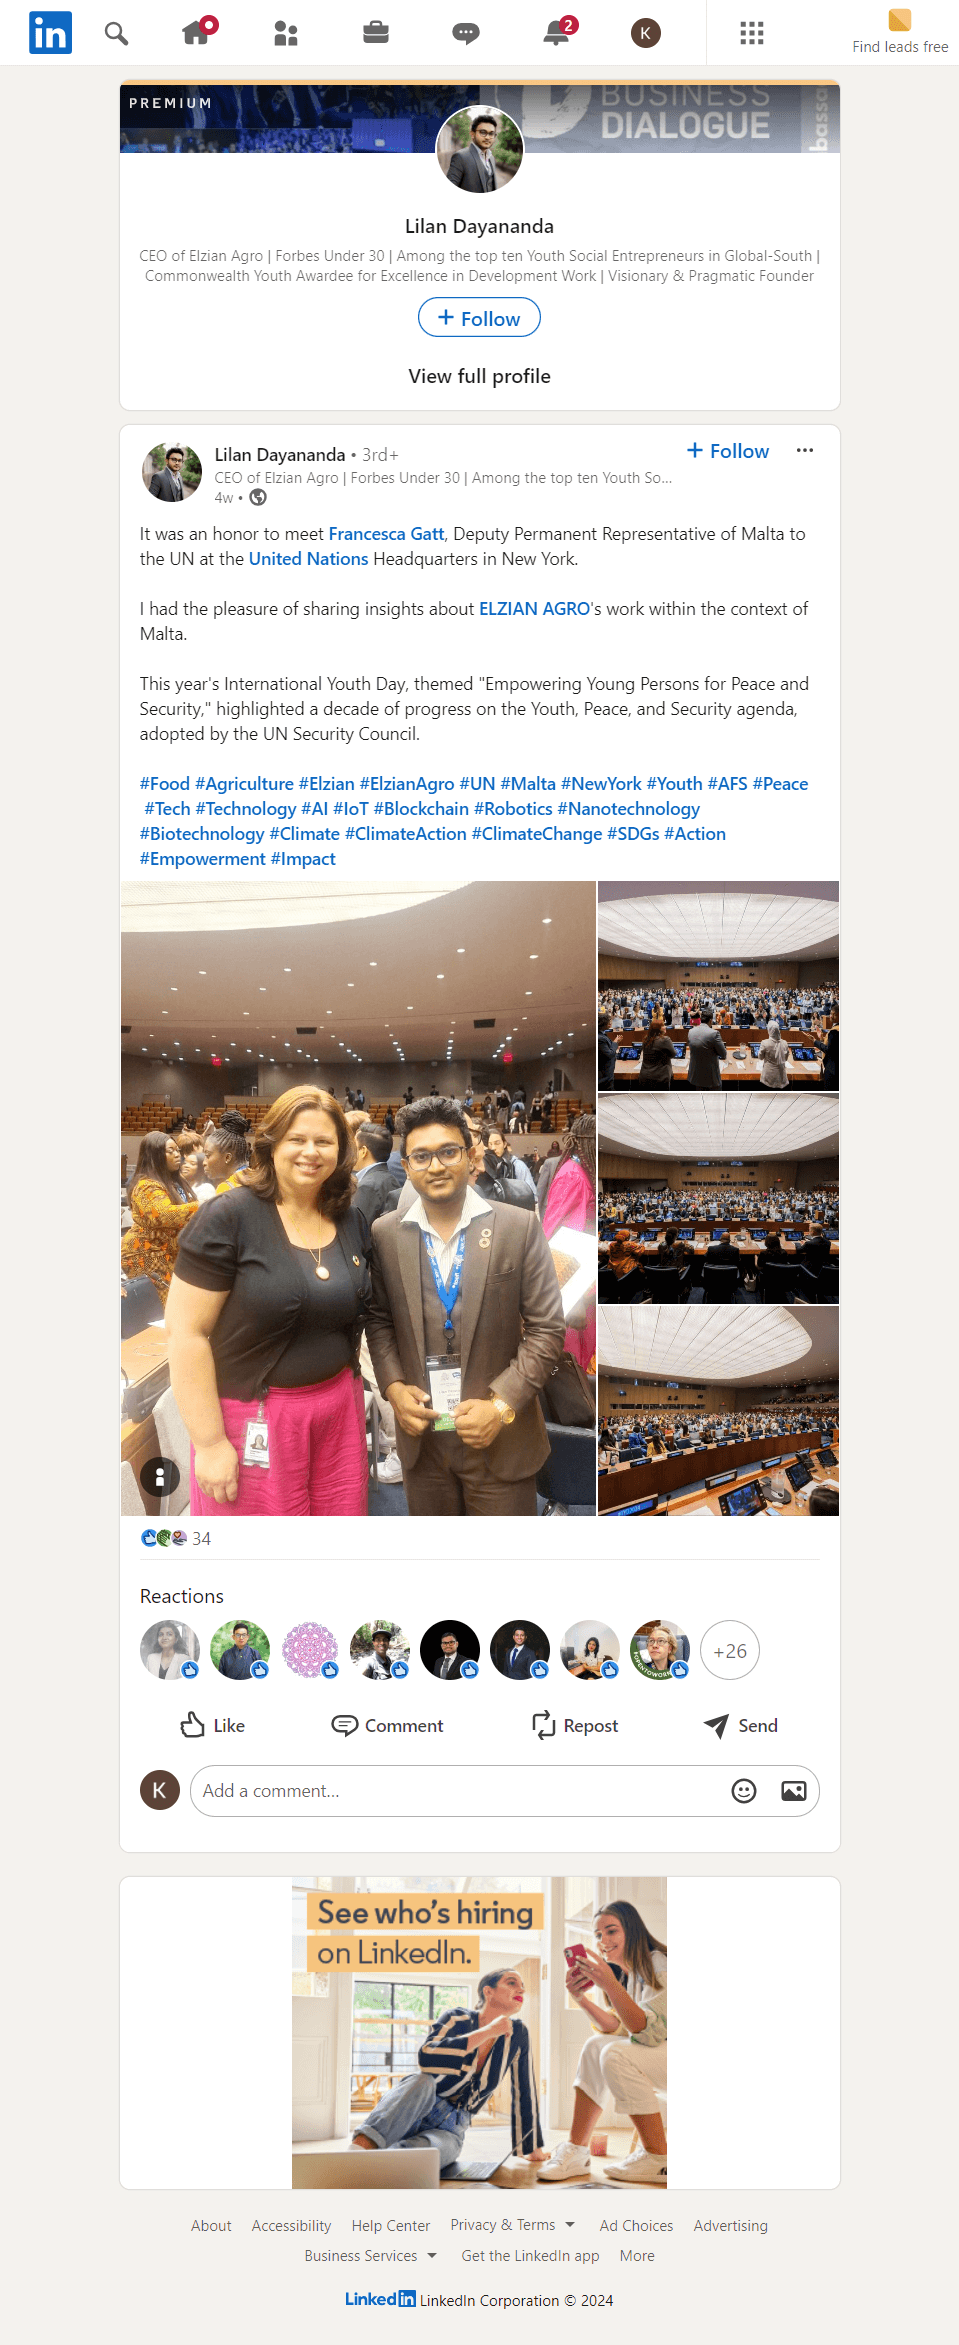 in
2
K
Find leads free
PREMIUM
BUSINESS
DIALOGUE
bassa
Lilan Dayananda
CEO of Elzian Agro | Forbes Under 30 | Among the top ten Youth Social Entrepreneurs in Global-South |
Commonwealth Youth Awardee for Excellence in Development Work | Visionary & Pragmatic Founder
+ Follow
View full profile
Lilan Dayananda • 3rd+
+ Follow
CEO of Elzian Agro | Forbes Under 30 | Among the top ten Youth So...
4w •
It was an honor to meet Francesca Gatt, Deputy Permanent Representative of Malta to
the UN at the United Nations Headquarters in New York.
I had the pleasure of sharing insights about ELZIAN AGRO's work within the context of
Malta.
This year's International Youth Day, themed "Empowering Young Persons for Peace and
Security," highlighted a decade of progress on the Youth, Peace, and Security agenda,
adopted by the UN Security Council.
#Food #Agriculture #Elzian #ElzianAgro #UN #Malta #NewYork #Youth #AFS #Peace
#Tech #Technology #AI #IoT #Blockchain #Robotics #Nanotechnology
#Biotechnology #Climate #ClimateAction #ClimateChange #SDGs #Action
#Empowerment #Impact
34
Reactions
#OPENTOWORK
+26
Like
Comment
Repost
Send
K
Add a comment...
See who's hiring
on LinkedIn.
About Accessibility Help Center Privacy & Terms Ad Choices Advertising
Business Services Get the LinkedIn app More
LinkedIn LinkedIn Corporation © 2024